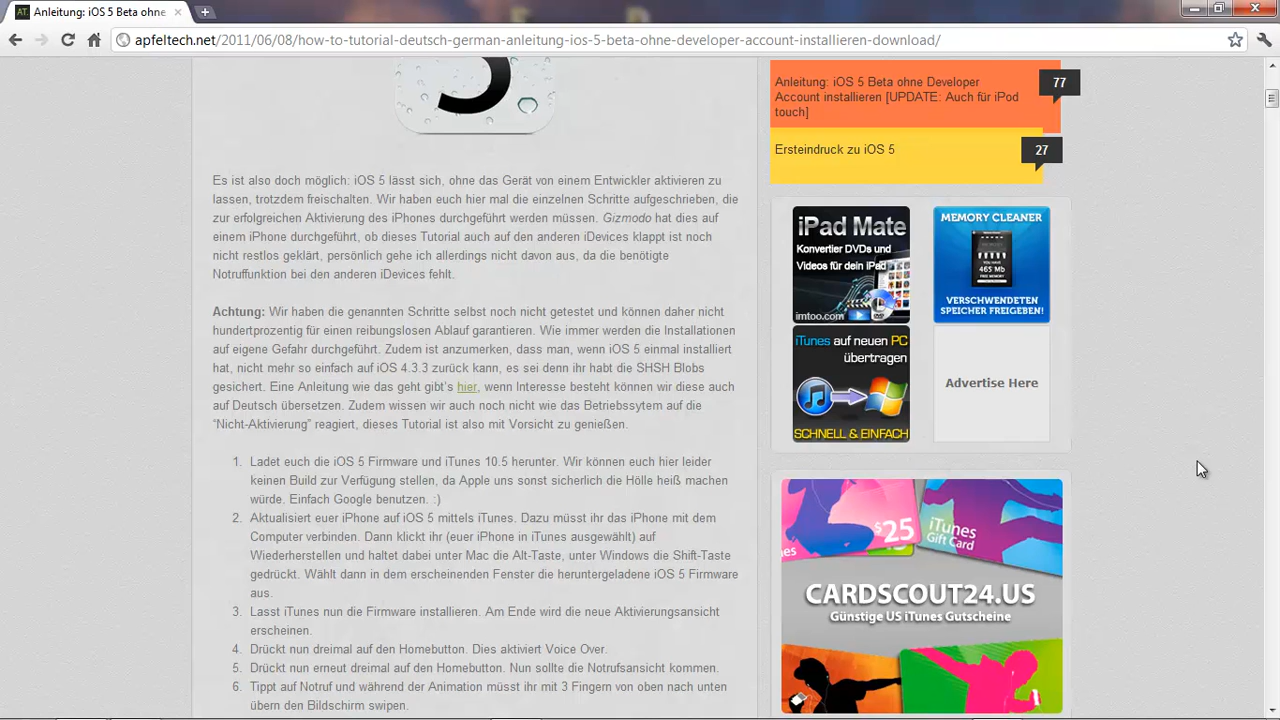 AT. Anleitung: iOS 5 Beta ohne
apfeltech.net/2011/06/08/how-to-tutorial-deutsch-german-anleitung-ios-5-beta-ohne-developer-account-installieren-download/
5
Es ist also doch möglich: iOS 5 lässt sich, ohne das Gerät von einem Entwickler aktivieren zu
lassen, trotzdem freischalten. Wir haben euch hier mal die einzelnen Schritte aufgeschrieben, die
zur erfolgreichen Aktivierung des iPhones durchgeführt werden müssen. Gizmodo hat dies auf
einem iPhone durchgeführt, ob dieses Tutorial auch auf den anderen iDevices klappt ist noch
nicht restlos geklärt, persönlich gehe ich allerdings nicht davon aus, da die benötigte
Notruffunktion bei den anderen iDevices fehlt.
Achtung: Wir haben die genannten Schritte selbst noch nicht getestet und können daher nicht
hundertprozentig für einen reibungslosen Ablauf garantieren. Wie immer werden die Installationen
auf eigene Gefahr durchgeführt. Zudem ist anzumerken, dass man, wenn iOS 5 einmal installiert
hat, nicht mehr so einfach auf iOS 4.3.3 zurück kann, es sei denn ihr habt die SHSH Blobs
gesichert. Eine Anleitung wie das geht gibt's hier, wenn Interesse besteht können wir diese auch
auf Deutsch übersetzen. Zudem wissen wir auch noch nicht wie das Betriebssytem auf die
"Nicht-Aktivierung" reagiert, dieses Tutorial ist also mit Vorsicht zu genießen.
1. Ladet euch die iOS 5 Firmware und iTunes 10.5 herunter. Wir können euch hier leider
keinen Build zur Verfügung stellen, da Apple uns sonst sicherlich die Hölle heiß machen
würde. Einfach Google benutzen. :)
2. Aktualisiert euer iPhone auf iOS 5 mittels iTunes. Dazu müsst ihr das iPhone mit dem
Computer verbinden. Dann klickt ihr (euer iPhone in iTunes ausgewählt) auf
Wiederherstellen und haltet dabei unter Mac die Alt-Taste, unter Windows die Shift-Taste
gedrückt. Wählt dann in dem erscheinenden Fenster die heruntergeladene iOS 5 Firmware
aus.
3. Lasst iTunes nun die Firmware installieren. Am Ende wird die neue Aktivierungsansicht
erscheinen.
4. Drückt nun dreimal auf den Homebutton. Dies aktiviert Voice Over.
5. Drückt nun erneut dreimal auf den Homebutton. Nun sollte die Notrufsansicht kommen.
6. Tippt auf Notruf und während der Animation müsst ihr mit 3 Fingern von oben nach unten
übern den Bildschirm swipen.
Anleitung: iOS 5 Beta ohne Developer
Account installieren [UPDATE: Auch für iPod
touch]
77
Ersteindruck zu iOS 5
27
iPad Mate
Konvertier DVDs und
Videos für dein iPad
imtoo.com
MEMORY CLEANER
YOU HAVE
465 Mb
FREE MEMORY
VERSCHWENDETEN
SPEICHER FREIGEBEN!
iTunes auf neuen PC
übertragen
SCHNELL & EINFACH
Advertise Here
$25
iTunes
Gift Card
CARDSCOUT24.US
Günstige US iTunes Gutscheine